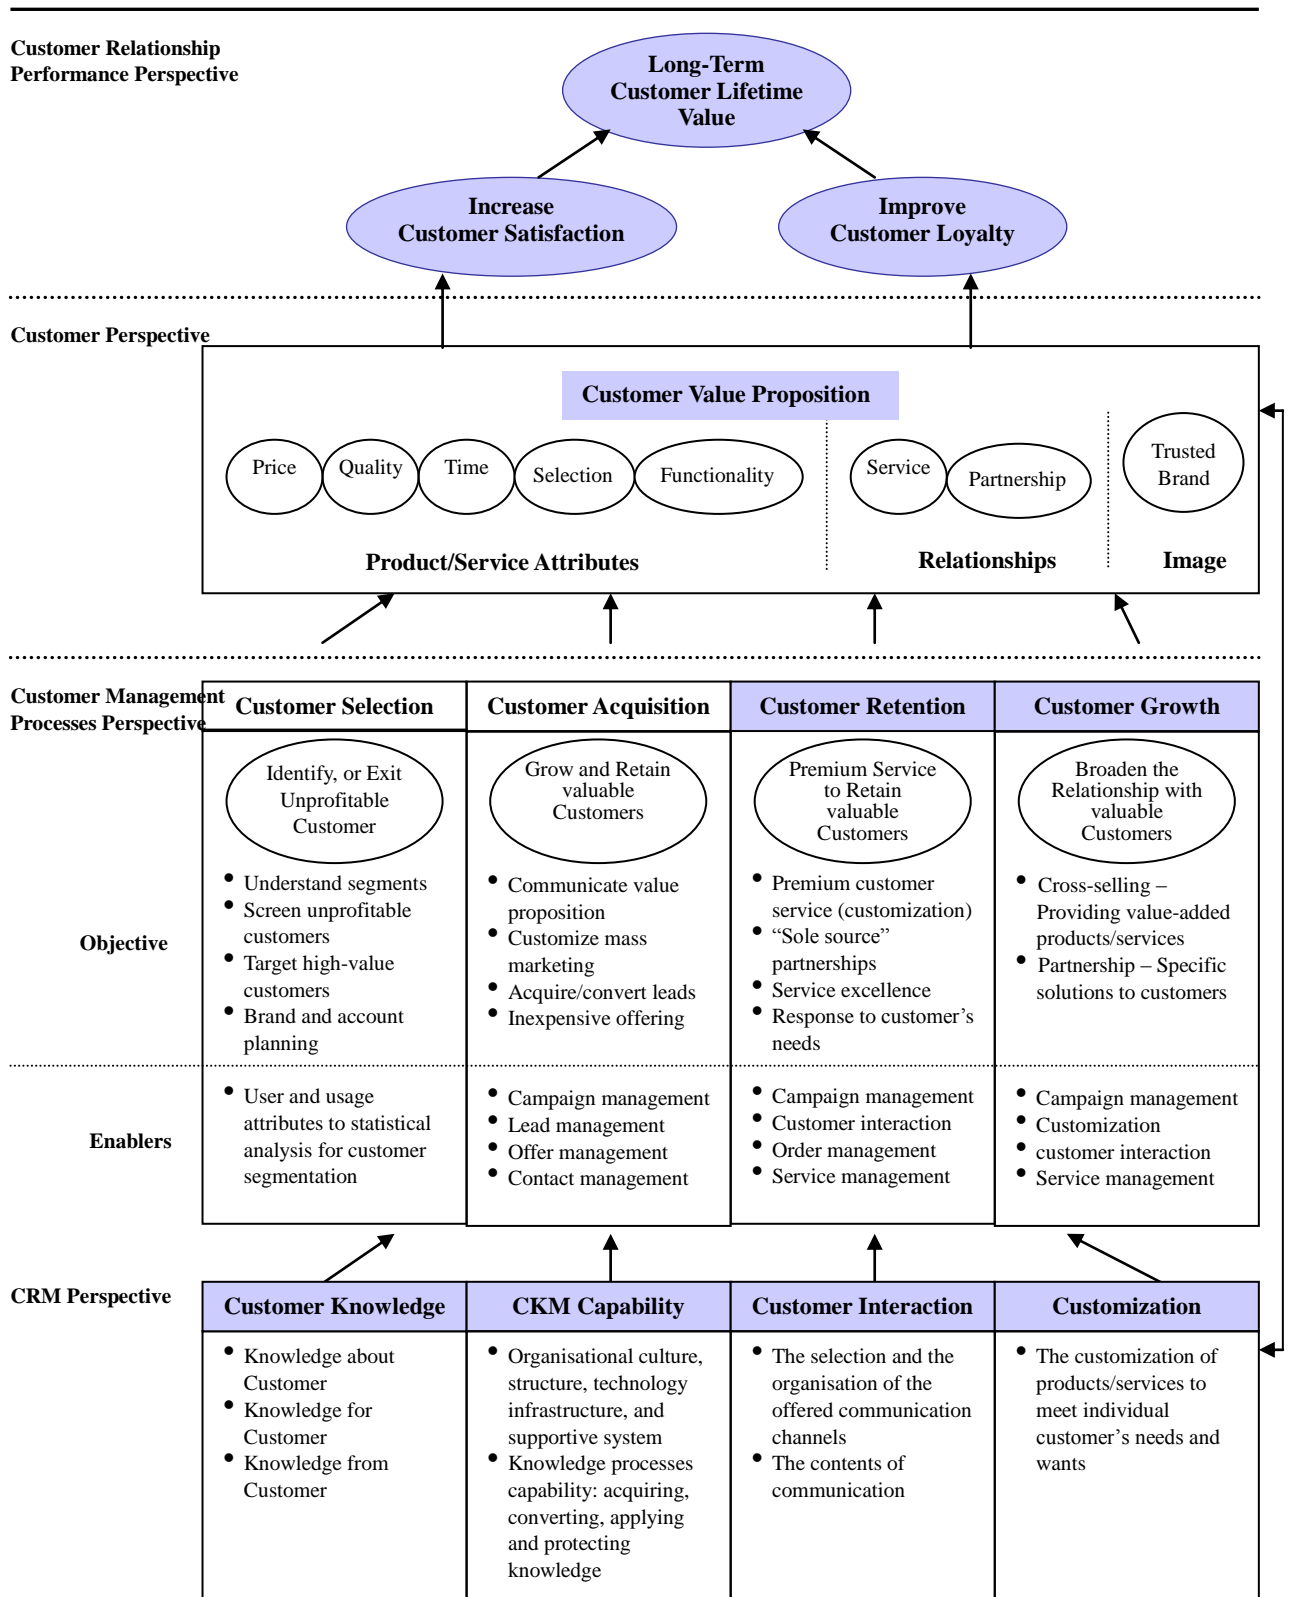 Customer Relationship
Performance Perspective
Long-Term
Customer Lifetime
Value
Increase
Customer Satisfaction
Improve
Customer Loyalty
Customer Perspective
Customer Value Proposition
Price
Quality
Time
Selection
Functionality
Service
Partnership
Trusted
Brand
Product/Service Attributes
Relationships
Image
Customer Management
Processes Perspective
Customer Selection
Customer Acquisition
Customer Retention
Customer Growth
Identify, or Exit
Unprofitable
Customer
Grow and Retain
valuable
Customers
Premium Service
to Retain
valuable
Customers
Broaden the
Relationship with
valuable
Customers
Objective
• Understand segments
• Screen unprofitable
customers
• Target high-value
customers
• Brand and account
planning
• Communicate value
proposition
• Customize mass
marketing
• Acquire/convert leads
• Inexpensive offering
• Premium customer
service (customization)
• “Sole source”
partnerships
• Service excellence
• Response to customer’s
needs
• Cross-selling –
Providing value-added
products/services
• Partnership – Specific
solutions to customers
Enablers
• User and usage
attributes to statistical
analysis for customer
segmentation
• Campaign management
• Lead management
• Offer management
• Contact management
• Campaign management
• Customer interaction
• Order management
• Service management
• Campaign management
• Customization
• customer interaction
• Service management
CRM Perspective
Customer Knowledge
CKM Capability
Customer Interaction
Customization
• Knowledge about
Customer
• Knowledge for
Customer
• Knowledge from
Customer
• Organisational culture,
structure, technology
infrastructure, and
supportive system
• Knowledge processes
capability: acquiring,
converting, applying
and protecting
knowledge
• The selection and the
organisation of the
offered communication
channels
• The contents of
communication
• The customization of
products/services to
meet individual
customer’s needs and
wants